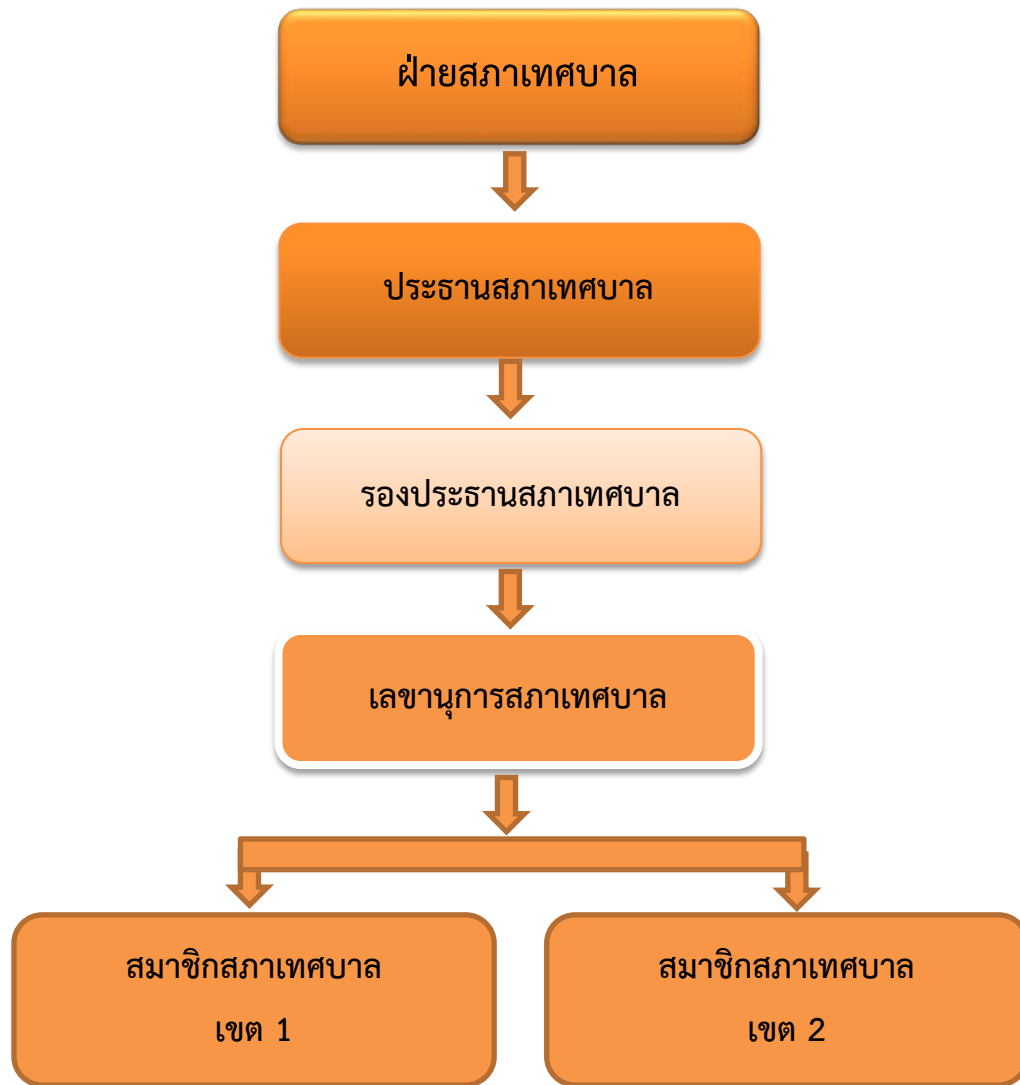 ฝ่ายสภาเทศบาล
ประธานสภาเทศบาล
รองประธานสภาเทศบาล
เลขานุการสภาเทศบาล
สมาชิกสภาเทศบาล
เขต 1
สมาชิกสภาเทศบาล
เขต 2